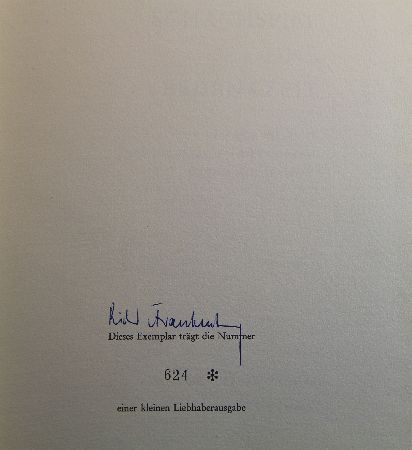 Dieses Exemplar trägt die Nummer
624 *
einer kleinen Liebhaberausgabe